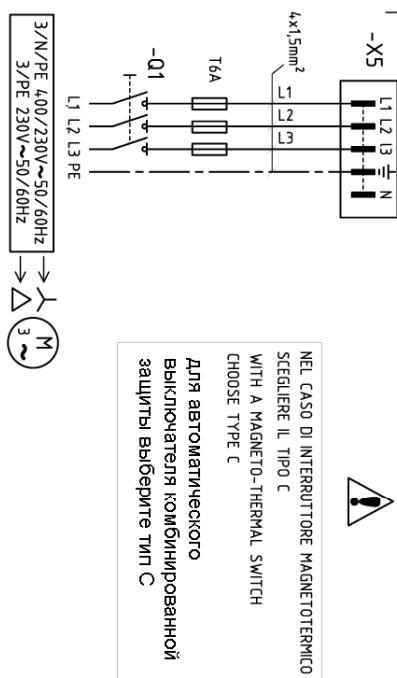 -X5
L1 L2 l3 N
4x1,5mm²
L1
L2
L3
T6A
-Q1
L1 L2 L3 PE
3/N/PE 400/230V~50/60Hz
3/PE 230V~50/60Hz
M
3 ~
NEL CASO DI INTERRUTTORE MAGNETOTERMICO
SCEGLIERE IL TIPO C
WITH A MAGNETO-THERMAL SWITCH
CHOOSE TYPE C
для автоматического
выключателя комбинированной
защиты выберите тип С